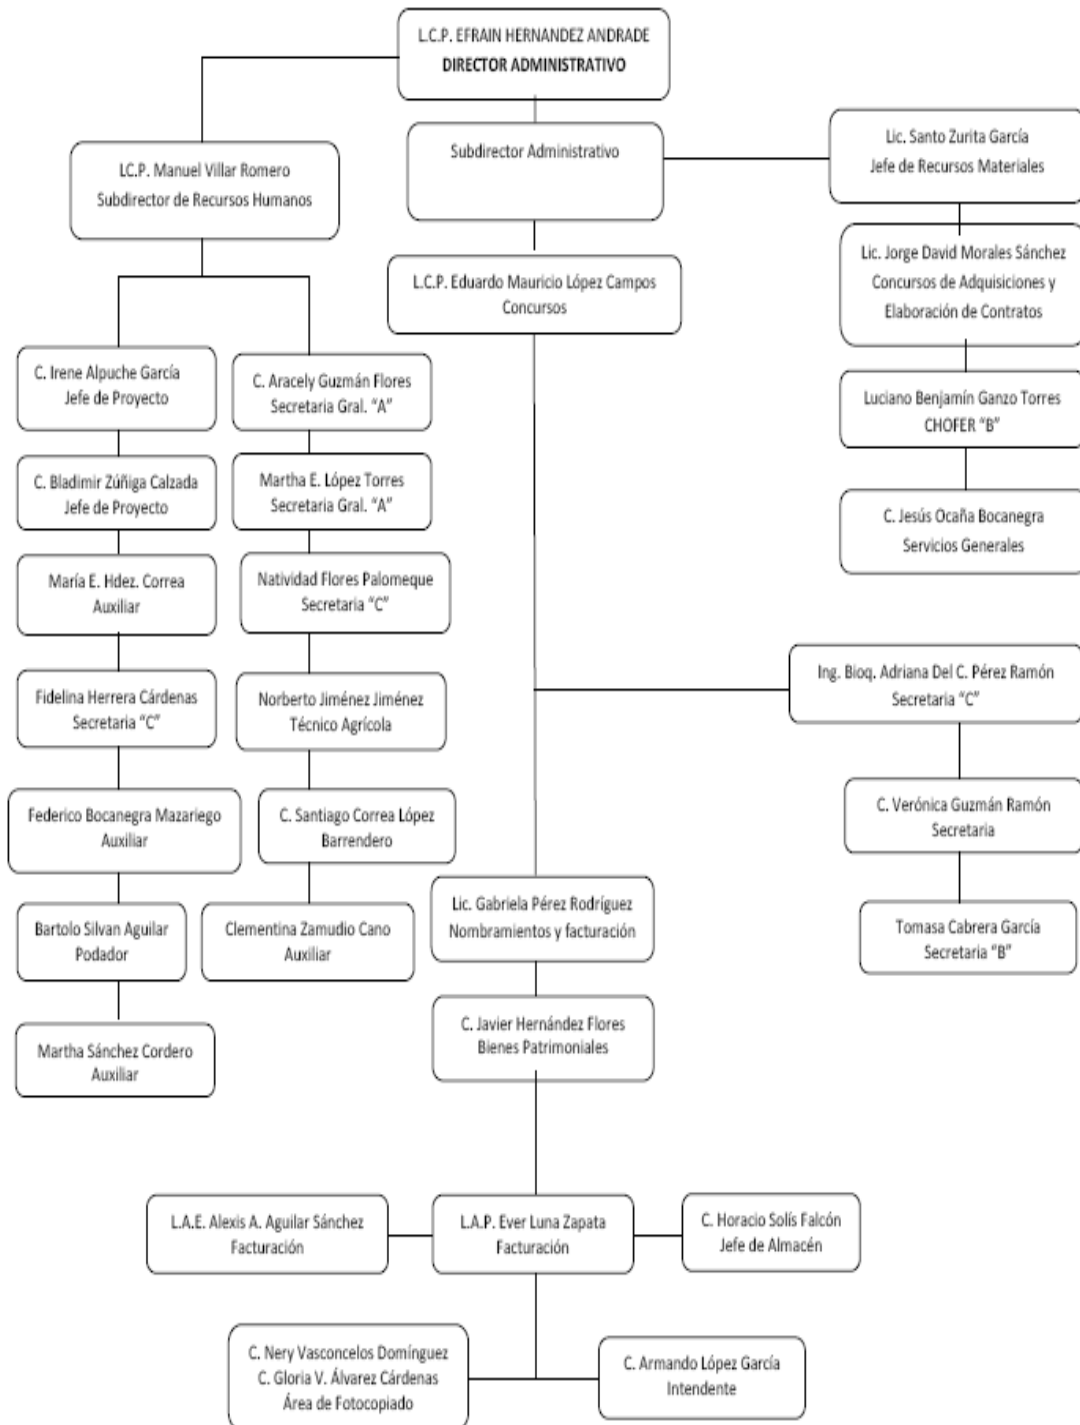 L.C.P. EFRAIN HERNANDEZ ANDRADE
DIRECTOR ADMINISTRATIVO
LC.P. Manuel Villar Romero
Subdirector de Recursos Humanos
Subdirector Administrativo
Lic. Santo Zurita García
Jefe de Recursos Materiales
L.C.P. Eduardo Mauricio López Campos
Concursos
Lic. Jorge David Morales Sánchez
Concursos de Adquisiciones y
Elaboración de Contratos
C. Irene Alpuche García
Jefe de Proyecto
C. Aracely Guzmán Flores
Secretaria Gral. "A"
Luciano Benjamín Ganzo Torres
CHOFER "B"
C. Bladimir Zúñiga Calzada
Jefe de Proyecto
Martha E. López Torres
Secretaria Gral. "A"
C. Jesús Ocaña Bocanegra
Servicios Generales
María E. Hdez. Correa
Auxiliar
Natividad Flores Palomeque
Secretaria "C"
Fidelina Herrera Cárdenas
Secretaria "C"
Norberto Jiménez Jiménez
Técnico Agrícola
Ing. Bioq. Adriana Del C. Pérez Ramón
Secretaria "C"
Federico Bocanegra Mazariego
Auxiliar
C. Santiago Correa López
Barrendero
C. Verónica Guzmán Ramón
Secretaria
Bartolo Silvan Aguilar
Podador
Clementina Zamudio Cano
Auxiliar
Lic. Gabriela Pérez Rodríguez
Nombramientos y facturación
Tomasa Cabrera García
Secretaria "B"
Martha Sánchez Cordero
Auxiliar
C. Javier Hernández Flores
Bienes Patrimoniales
L.A.E. Alexis A. Aguilar Sánchez
Facturación
L.A.P. Ever Luna Zapata
Facturación
C. Horacio Solís Falcón
Jefe de Almacén
C. Nery Vasconcelos Domínguez
C. Gloria V. Álvarez Cárdenas
Área de Fotocopiado
C. Armando López García
Intendente